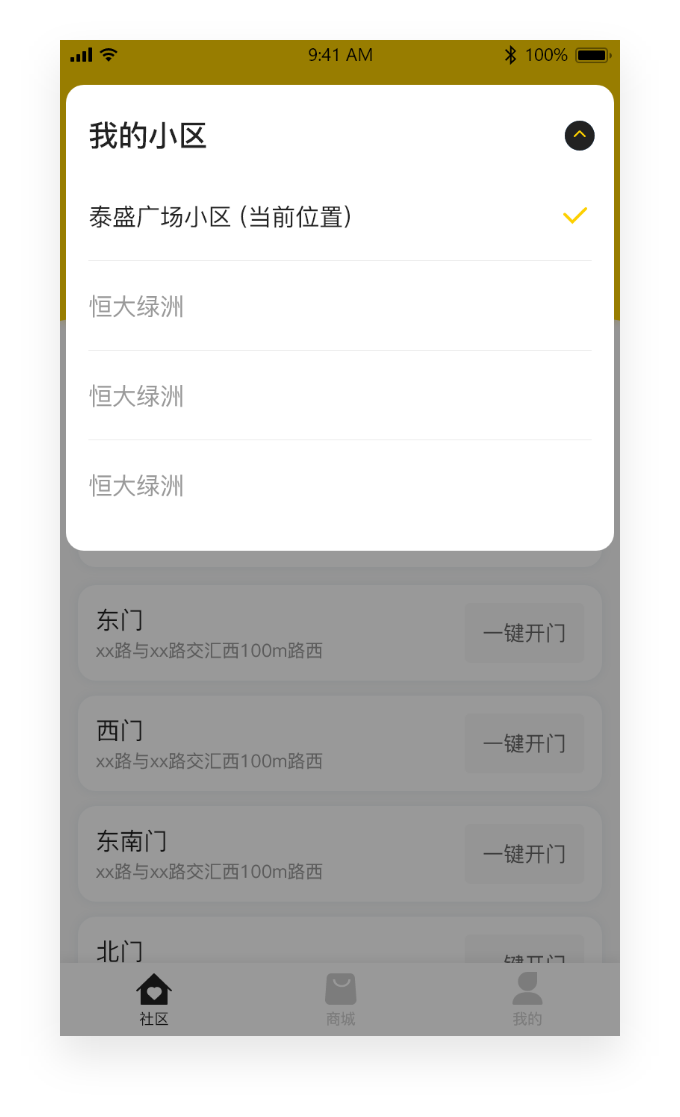 9:41 AM 100%
我的小区
泰盛广场小区 (当前位置)
恒大绿洲
恒大绿洲
恒大绿洲
东门
xx路与xx路交汇西100m路西
一键开门
西门
xx路与xx路交汇西100m路西
一键开门
东南门
xx路与xx路交汇西100m路西
一键开门
北门
一键开门
社区 商城 我的